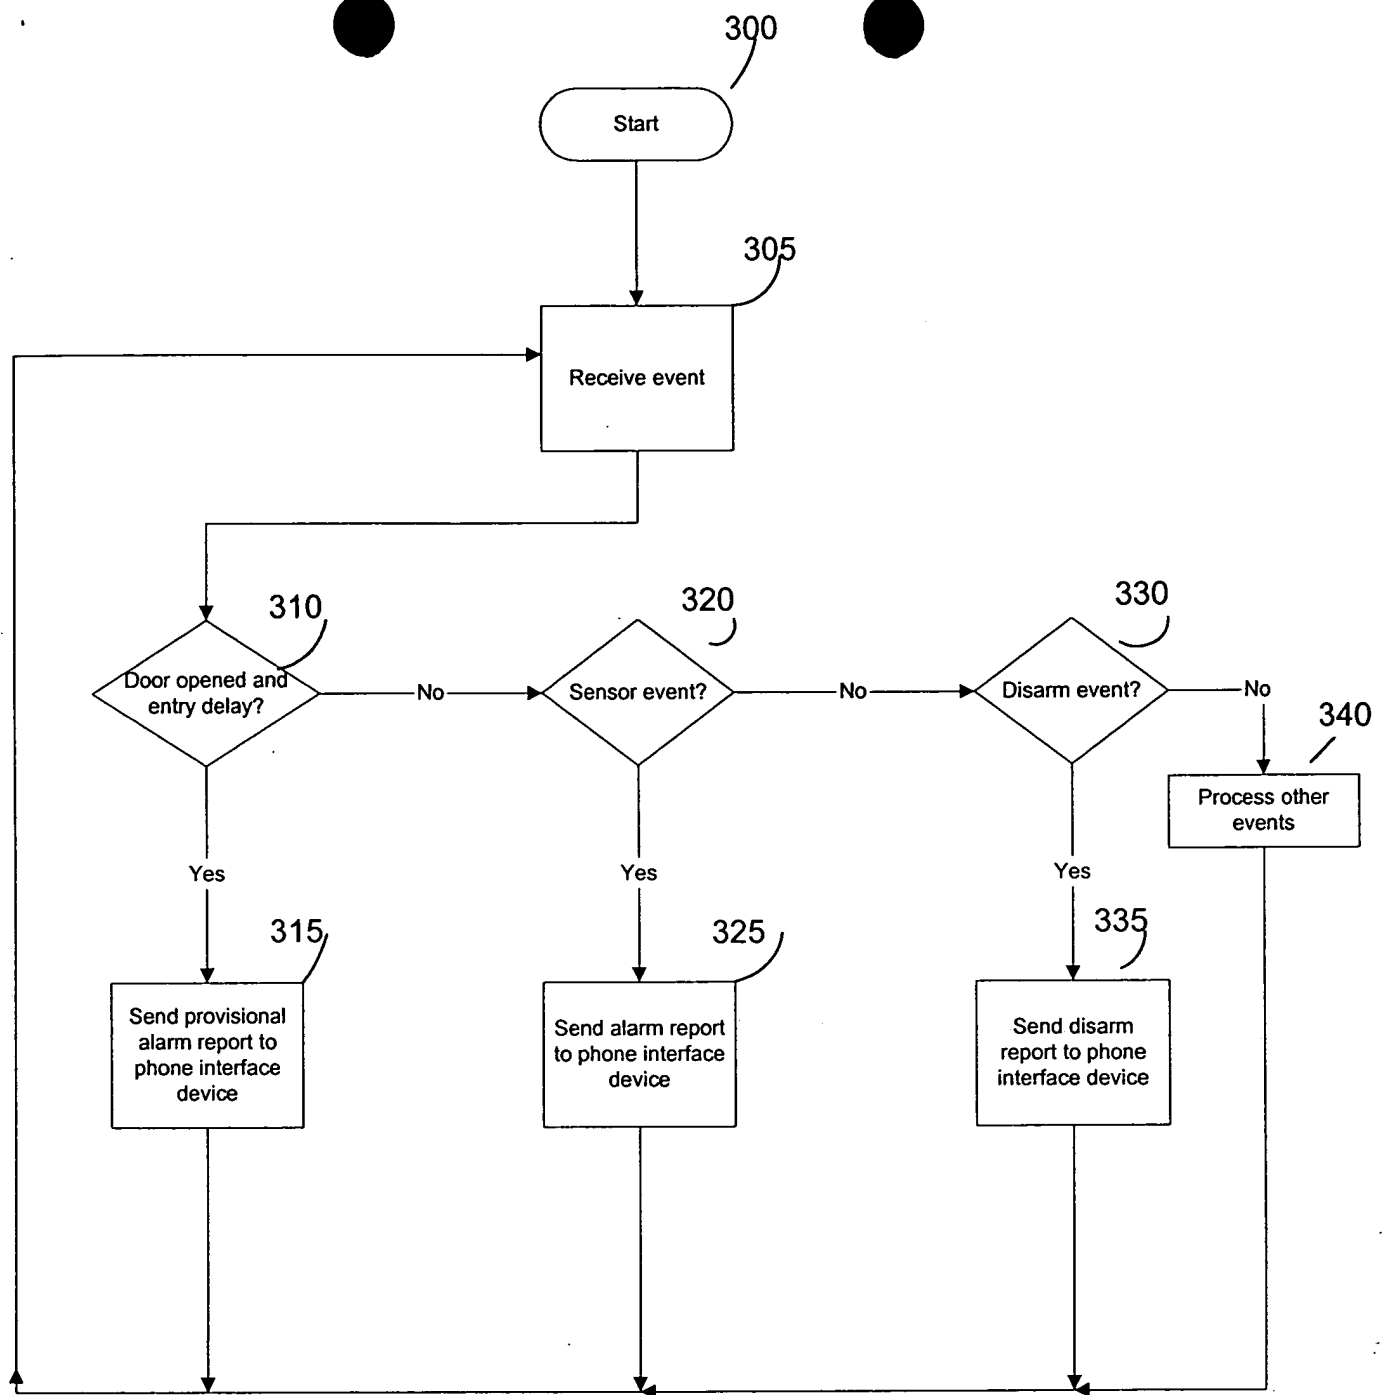 300
Start
305
Receive event
310
320
330
Door opened and
entry delay?
No
Sensor event?
No
Disarm event?
No
340
Process other
events
Yes
Yes
Yes
315
325
335
Send provisional
alarm report to
phone interface
device
Send alarm report
to phone interface
device
Send disarm
report to phone
interface device